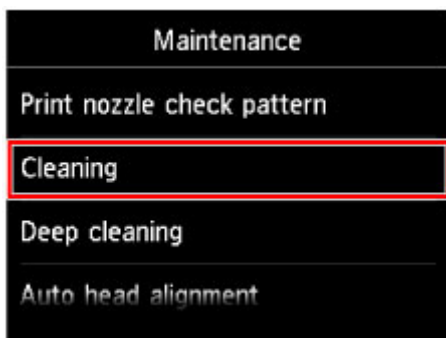 Maintenance
Print nozzle check pattern
Cleaning
Deep cleaning
Auto head alignment